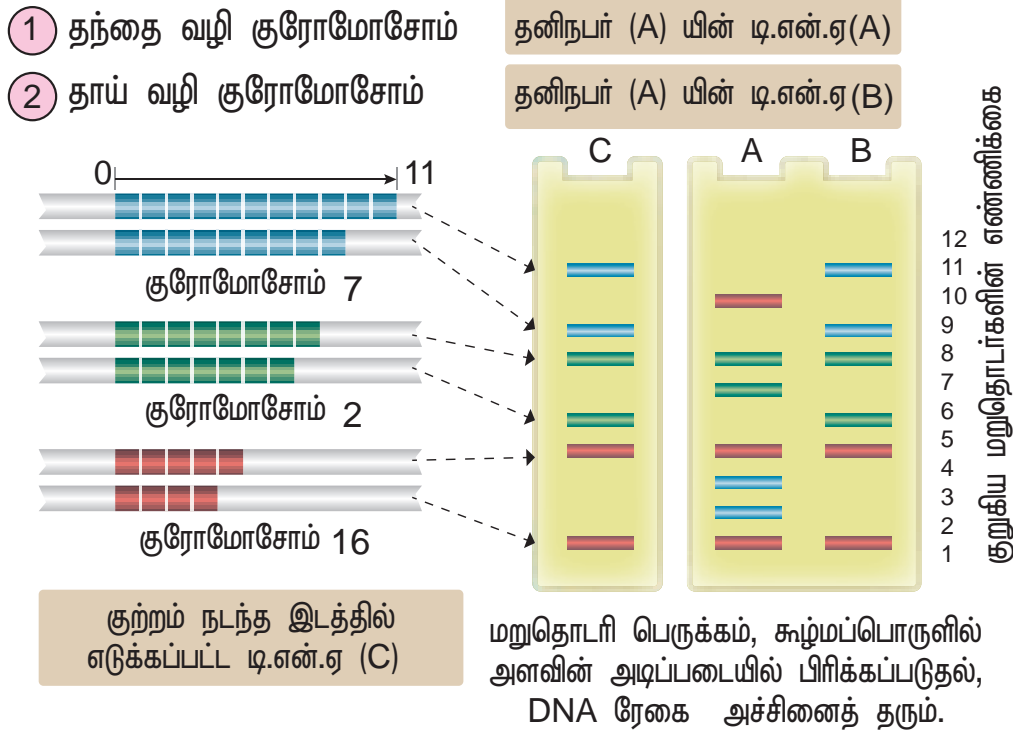 1 தந்தை வழி குரோமோசோம்
2 தாய் வழி குரோமோசோம்
தனிநபர் (A) யின் டி.என்.ஏ(A)
தனிநபர் (A) யின் டி.என்.ஏ(B)
0 11
குரோமோசோம் 7
குரோமோசோம் 2
குரோமோசோம் 16
குற்றம் நடந்த இடத்தில்
எடுக்கப்பட்ட டி.என்.ஏ (C)
C A B
12
11
10
9
8
7
6
5
4
3
2
1
குறுகிய மறுதொடர்களின் எண்ணிக்கை
மறுதொடரி பெருக்கம், கூழ்மப்பொருளில்
அளவின் அடிப்படையில் பிரிக்கப்படுதல்,
DNA ரேகை அச்சினைத் தரும்.